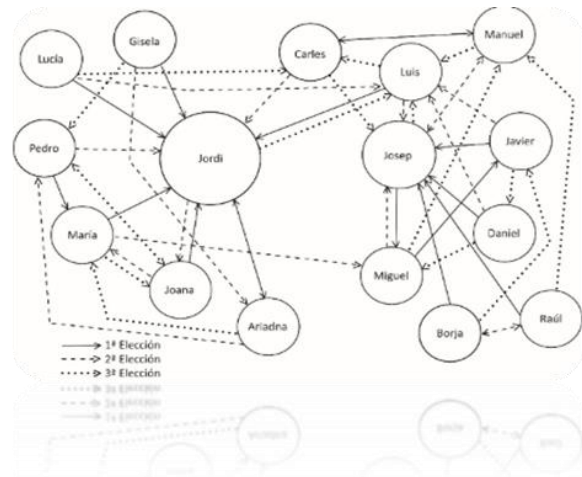 Gisela
Manuel
Lucía
Carles
Luis
Pedro
Jordi
Josep
Javier
María
Daniel
Miguel
Joana
Ariadna
Borja
Raúl
1ª Elección
2ª Elección
3ª Elección